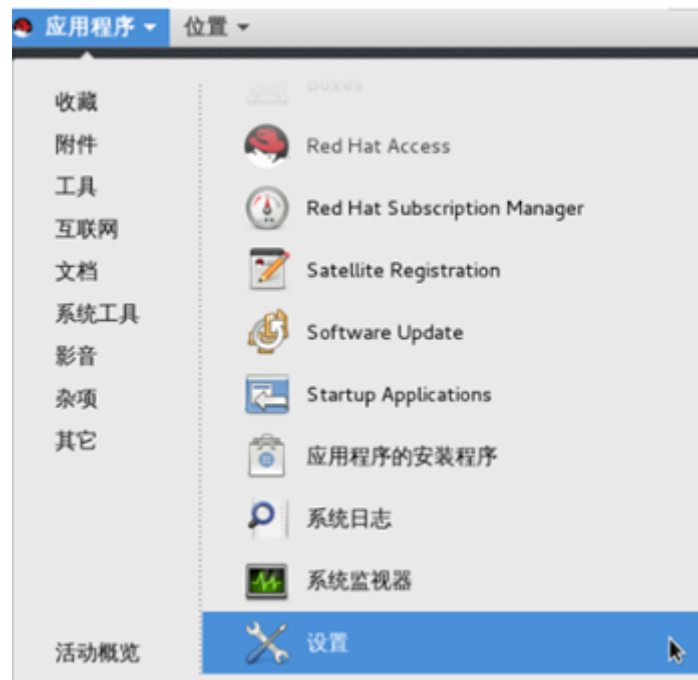 应用程序 位置
收藏
附件
工具
互联网
文档
系统工具
影音
杂项
其它
活动概览
Boxes
Red Hat Access
Red Hat Subscription Manager
Satellite Registration
Software Update
Startup Applications
应用程序的安装程序
系统日志
系统监视器
设置